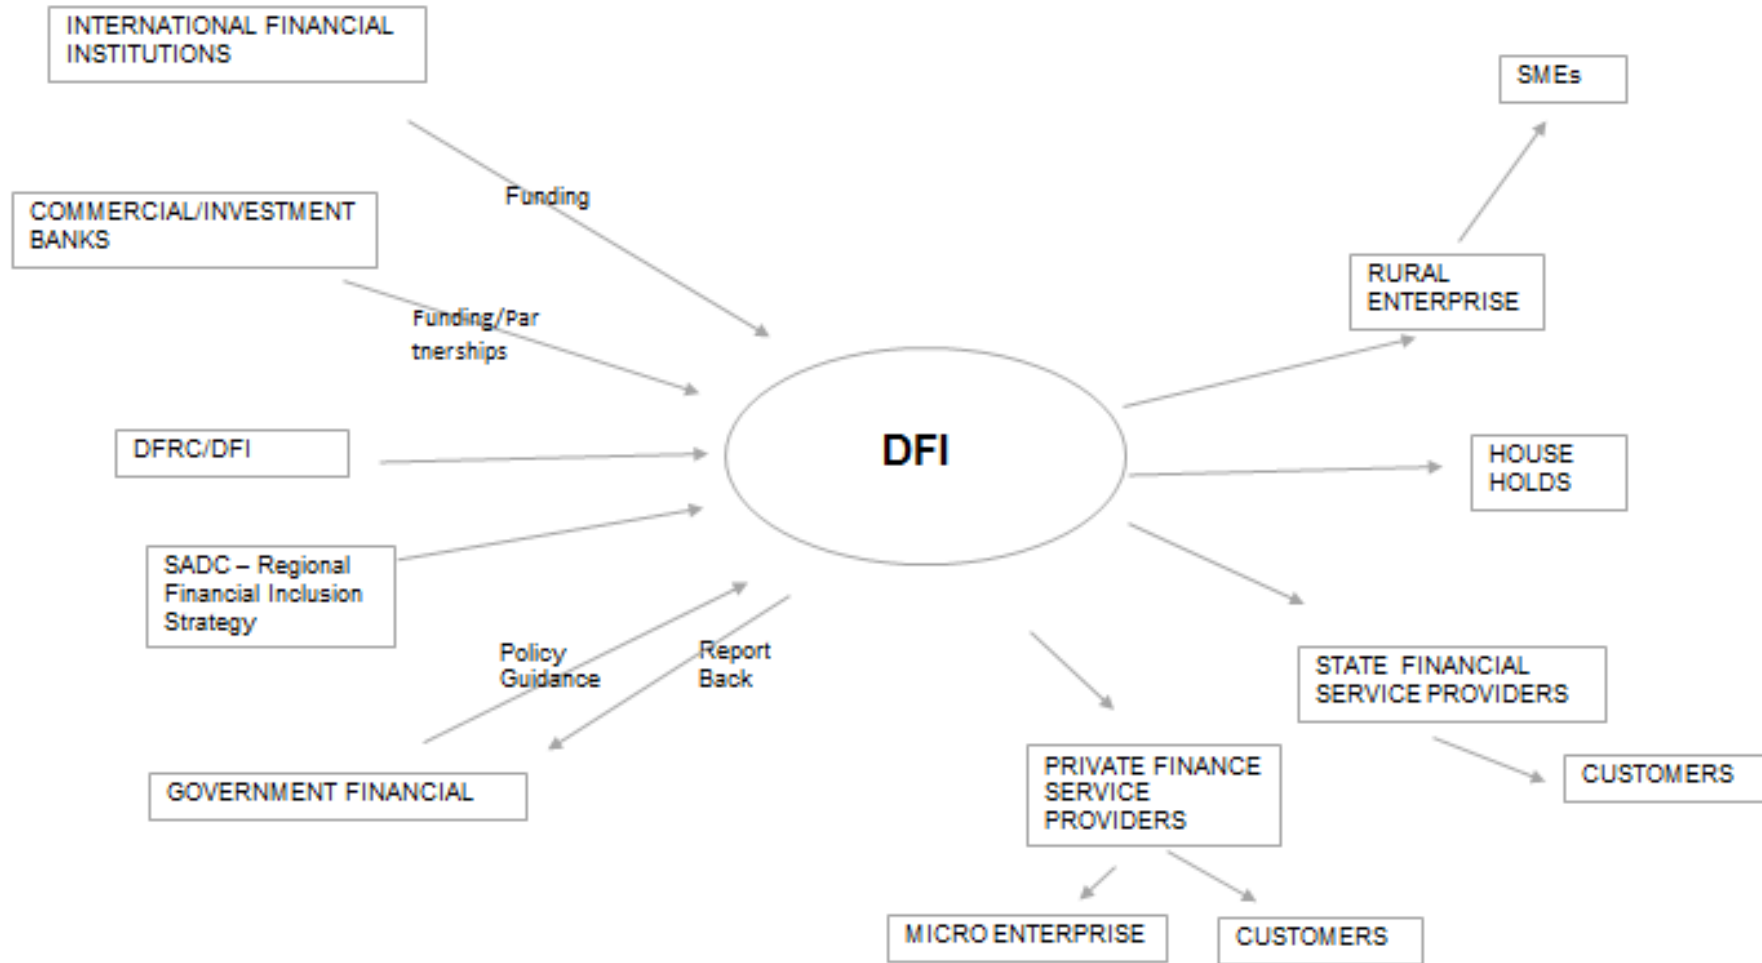 INTERNATIONAL FINANCIAL
INSTITUTIONS
SMEs
Funding
COMMERCIAL/INVESTMENT
BANKS
RURAL
ENTERPRISE
Funding/Par
tnerships
DFRC/DFI
DFI
HOUSE
HOLDS
SADC – Regional
Financial Inclusion
Strategy
Policy
Guidance
Report
Back
STATE FINANCIAL
SERVICE PROVIDERS
GOVERNMENT FINANCIAL
PRIVATE FINANCE
SERVICE
PROVIDERS
CUSTOMERS
MICRO ENTERPRISE
CUSTOMERS